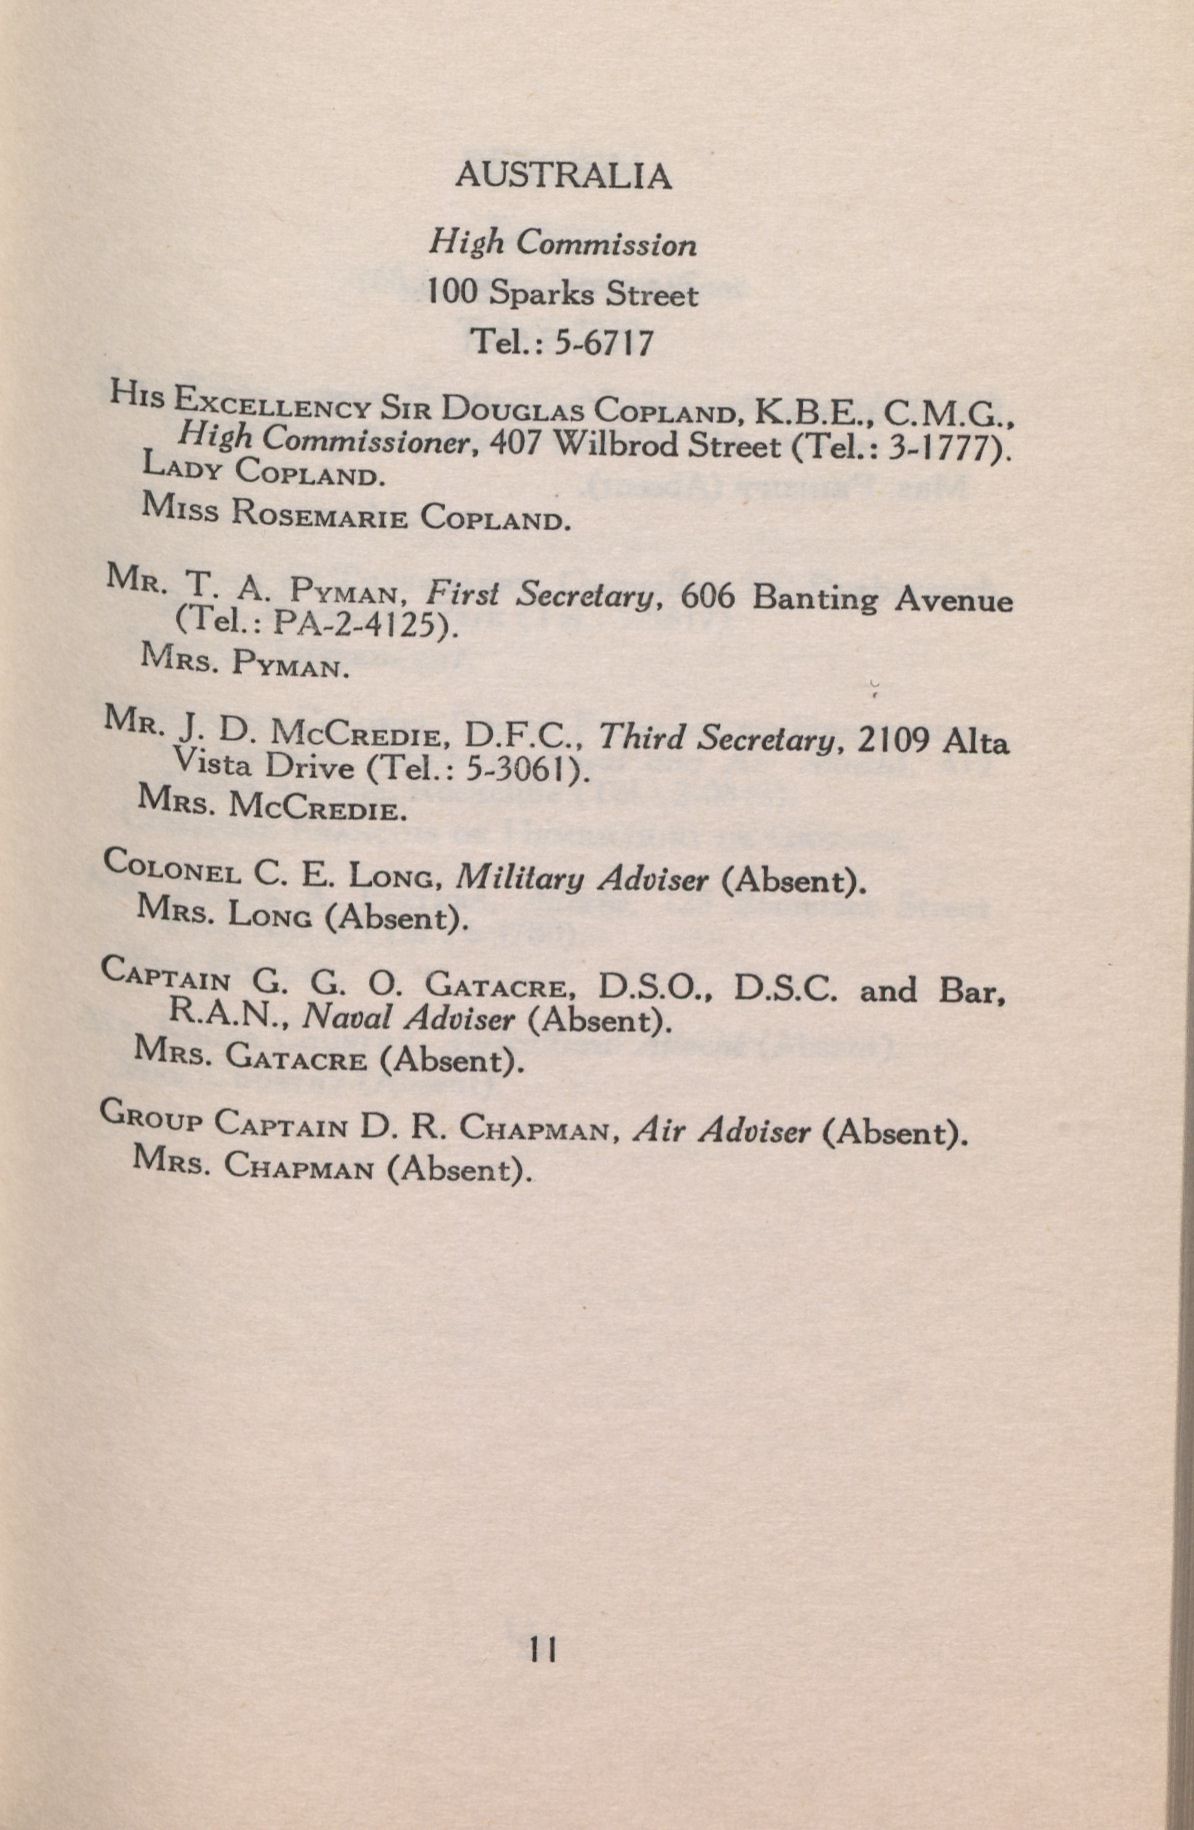 AUSTRALIA
High Commission
100 Sparks Street
Tel.: 5-6717
His Excellency Sir Douglas Copland, K.B.E., C.M.G.,
High Commissioner, 407 Wilbrod Street (Tel.: 3-1777).
Lady Copland.
Miss Rosemarie Copland.
Mr. T. A. Pyman, First Secretary, 606 Banting Avenue
(Tel.: PA-2-4125).
Mrs. Pyman.
Mr. J. D. McCredie, D.F.C., Third Secretary, 2109 Alta
Vista Drive (Tel.: 5-3061).
Mrs. McCredie.
Colonel C. E. Long, Military Adviser (Absent).
Mrs. Long (Absent).
Captain G. G. O. Gatacre, D.S.O., D.S.C. and Bar,
R.A.N., Naval Adviser (Absent).
Mrs. Gatacre (Absent).
Group Captain D. R. Chapman, Air Adviser (Absent).
Mrs. Chapman (Absent).
11